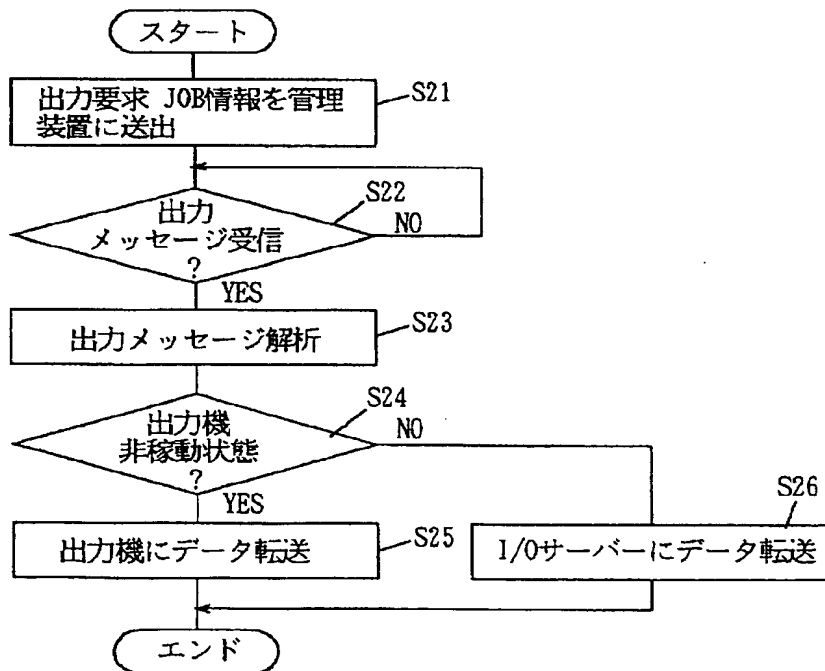 スタート
出力要求 JOB情報を管理
装置に送出
S21
S22
出力
メッセージ受信
?
NO
YES
出力メッセージ解析
S23
S24
出力機
非稼動状態
?
NO
YES
出力機にデータ転送
S25
S26
I/Oサーバーにデータ転送
エンド